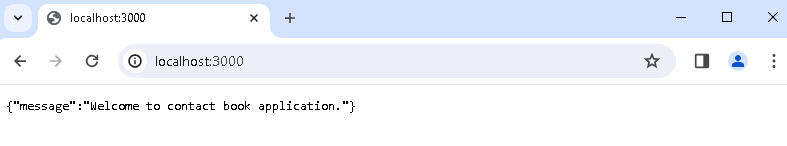 localhost:3000
localhost:3000
{"message":"Welcome to contact book application."}